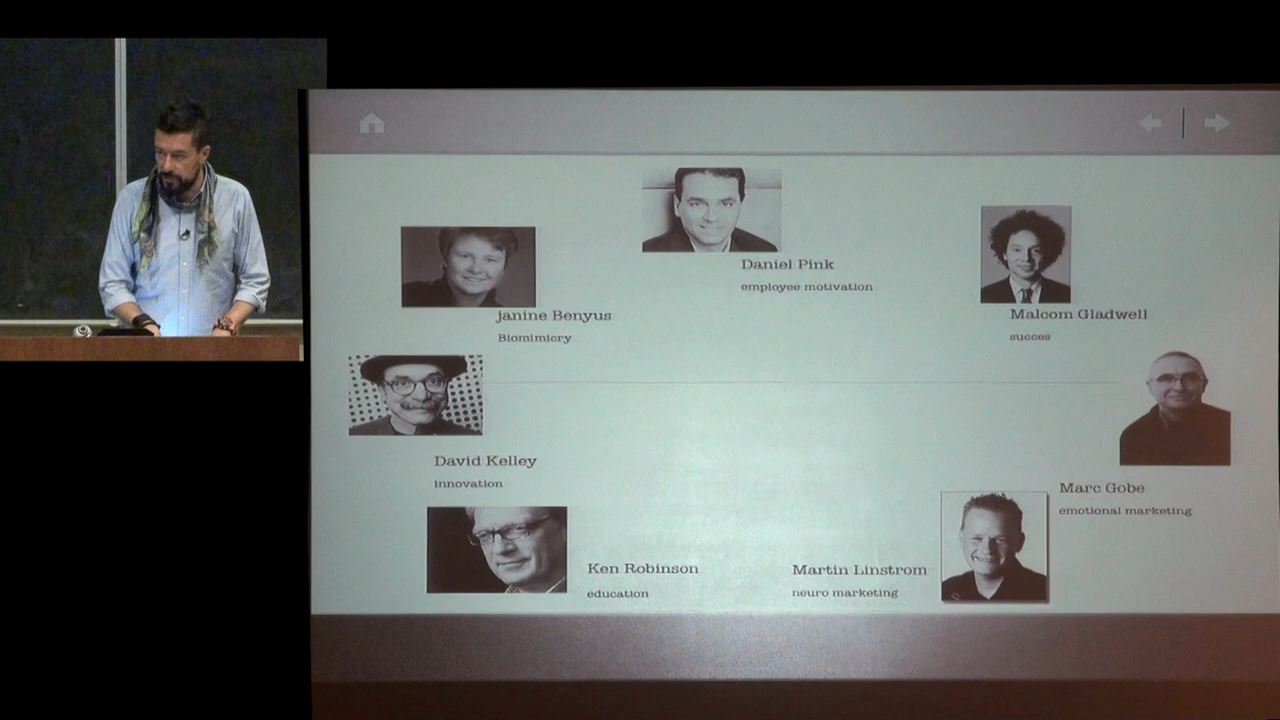 Daniel Pink
employee motivation
janine Benyus
Biomimicry
Malcom Gladwell
succes
David Kelley
innovation
Marc Gobe
emotional marketing
Ken Robinson
education
Martin Linstrom
neuro marketing